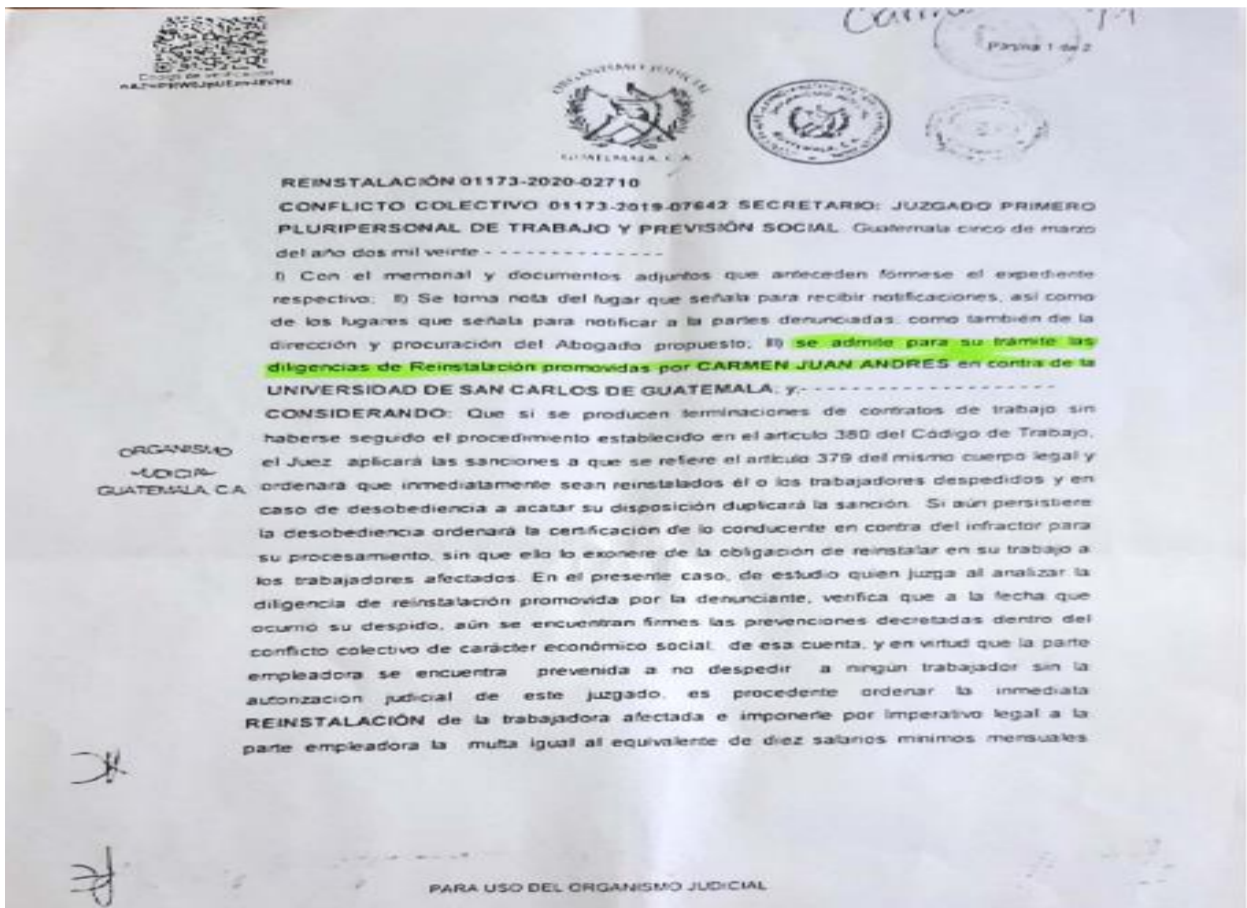 Página 1 de 2
Código de verificación
ORGANISMO JUDICIAL
GUATEMALA, C.A.
REINSTALACIÓN 01173-2020-02710
CONFLICTO COLECTIVO 01173-2019-07642 SECRETARIO: JUZGADO PRIMERO
PLURIPERSONAL DE TRABAJO Y PREVISIÓN SOCIAL. Guatemala cinco de marzo
del año dos mil veinte - - - - - - - - - - - - - - -
I) Con el memorial y documentos adjuntos que anteceden fórmese el expediente
respectivo; II) Se toma nota del lugar que señala para recibir notificaciones, así como
de los lugares que señala para notificar a la partes denunciadas, como también de la
dirección y procuración del Abogado propuesto; III) se admite para su trámite las
diligencias de Reinstalación promovidas por CARMEN JUAN ANDRES en contra de la
UNIVERSIDAD DE SAN CARLOS DE GUATEMALA; y,- - - - - - - - - - - - - - - - - - - - - -
CONSIDERANDO: Que si se producen terminaciones de contratos de trabajo sin
haberse seguido el procedimiento establecido en el artículo 380 del Código de Trabajo,
el Juez aplicará las sanciones a que se refiere el artículo 379 del mismo cuerpo legal y
ordenará que inmediatamente sean reinstalados él o los trabajadores despedidos y en
caso de desobediencia a acatar su disposición duplicará la sanción. Si aún persistiere
la desobediencia ordenará la certificación de lo conducente en contra del infractor para
su procesamiento, sin que ello lo exonere de la obligación de reinstalar en su trabajo a
los trabajadores afectados. En el presente caso, de estudio quien juzga al analizar la
diligencia de reinstalación promovida por la denunciante, verifica que a la fecha que
ocurrió su despido, aún se encuentran firmes las prevenciones decretadas dentro del
conflicto colectivo de carácter económico social, de esa cuenta, y en virtud que la parte
empleadora se encuentra prevenida a no despedir a ningún trabajador sin la
autorización judicial de este juzgado, es procedente ordenar la inmediata
REINSTALACIÓN de la trabajadora afectada e imponerle por imperativo legal a la
parte empleadora la multa igual al equivalente de diez salarios mínimos mensuales
ORGANISMO
JUDICIAL
GUATEMALA, C.A.
PARA USO DEL ORGANISMO JUDICIAL